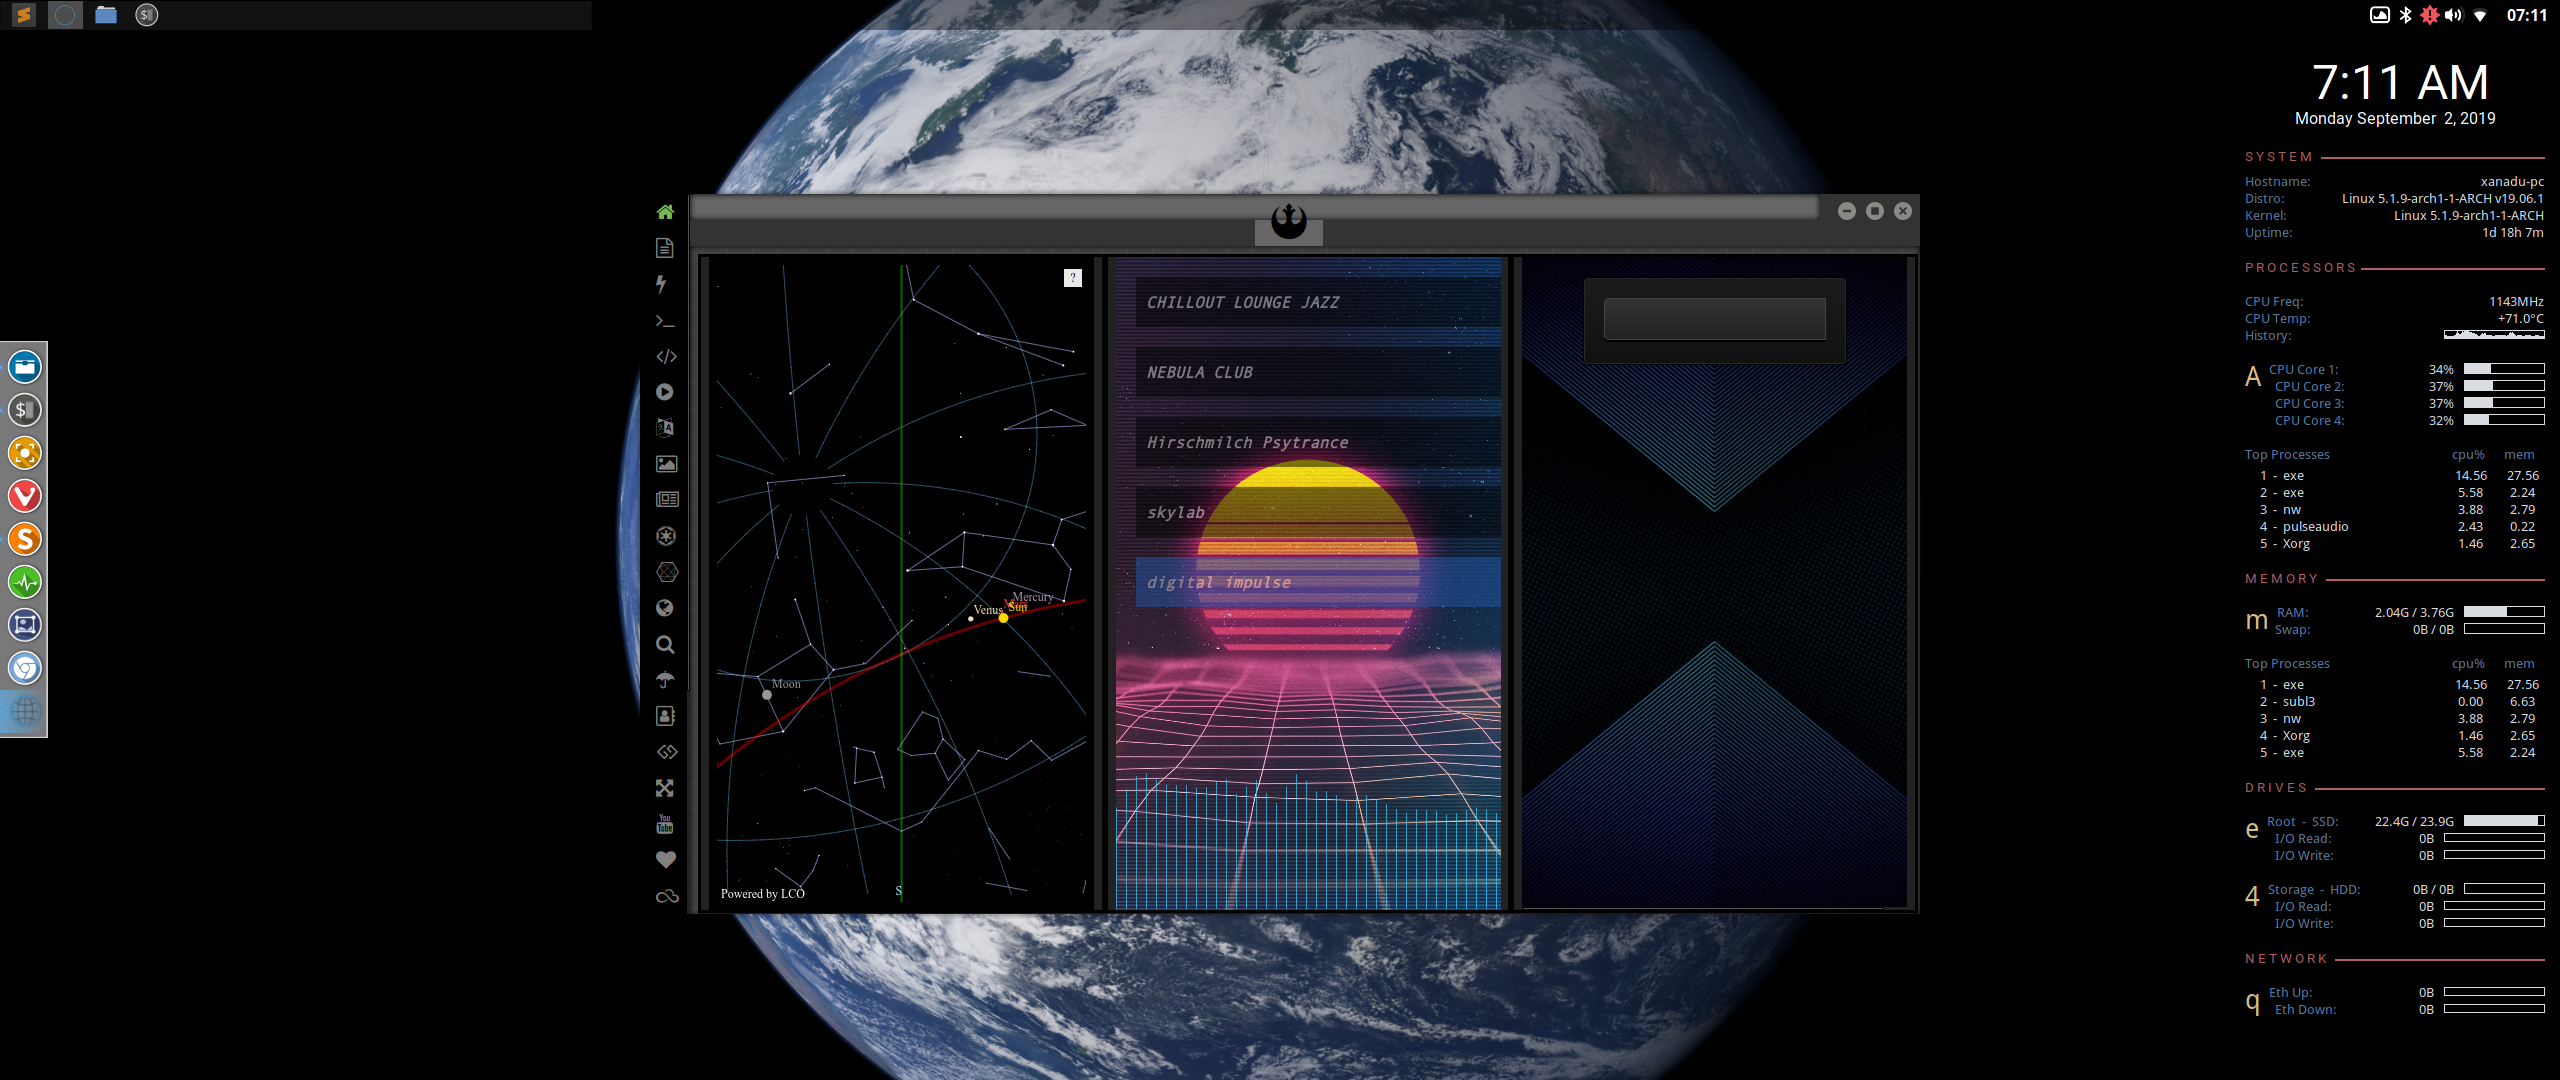 07:11
7:11 AM
Monday September 2, 2019
SYSTEM
Hostname: xanadu-pc
Distro: Linux 5.1.9-arch1-1-ARCH v19.06.1
Kernel: Linux 5.1.9-arch1-1-ARCH
Uptime: 1d 18h 7m
PROCESSORS
CPU Freq: 1143MHz
CPU Temp: +71.0°C
History:
A CPU Core 1: 34%
CPU Core 2: 37%
CPU Core 3: 37%
CPU Core 4: 32%
Top Processes cpu% mem
1 - exe 14.56 27.56
2 - exe 5.58 2.24
3 - nw 3.88 2.79
4 - pulseaudio 2.43 0.22
5 - Xorg 1.46 2.65
MEMORY
m RAM: 2.04G / 3.76G
Swap: 0B / 0B
Top Processes cpu% mem
1 - exe 14.56 27.56
2 - subl3 0.00 6.63
3 - nw 3.88 2.79
4 - Xorg 1.46 2.65
5 - exe 5.58 2.24
DRIVES
e Root - SSD: 22.4G / 23.9G
I/O Read: 0B
I/O Write: 0B
4 Storage - HDD: 0B / 0B
I/O Read: 0B
I/O Write: 0B
NETWORK
q Eth Up: 0B
Eth Down: 0B
?
Mercury
Venus
Sun
Moon
S
Powered by LCO
CHILLOUT LOUNGE JAZZ
NEBULA CLUB
Hirschmilch Psytrance
skylab
digital impulse
You
Tube